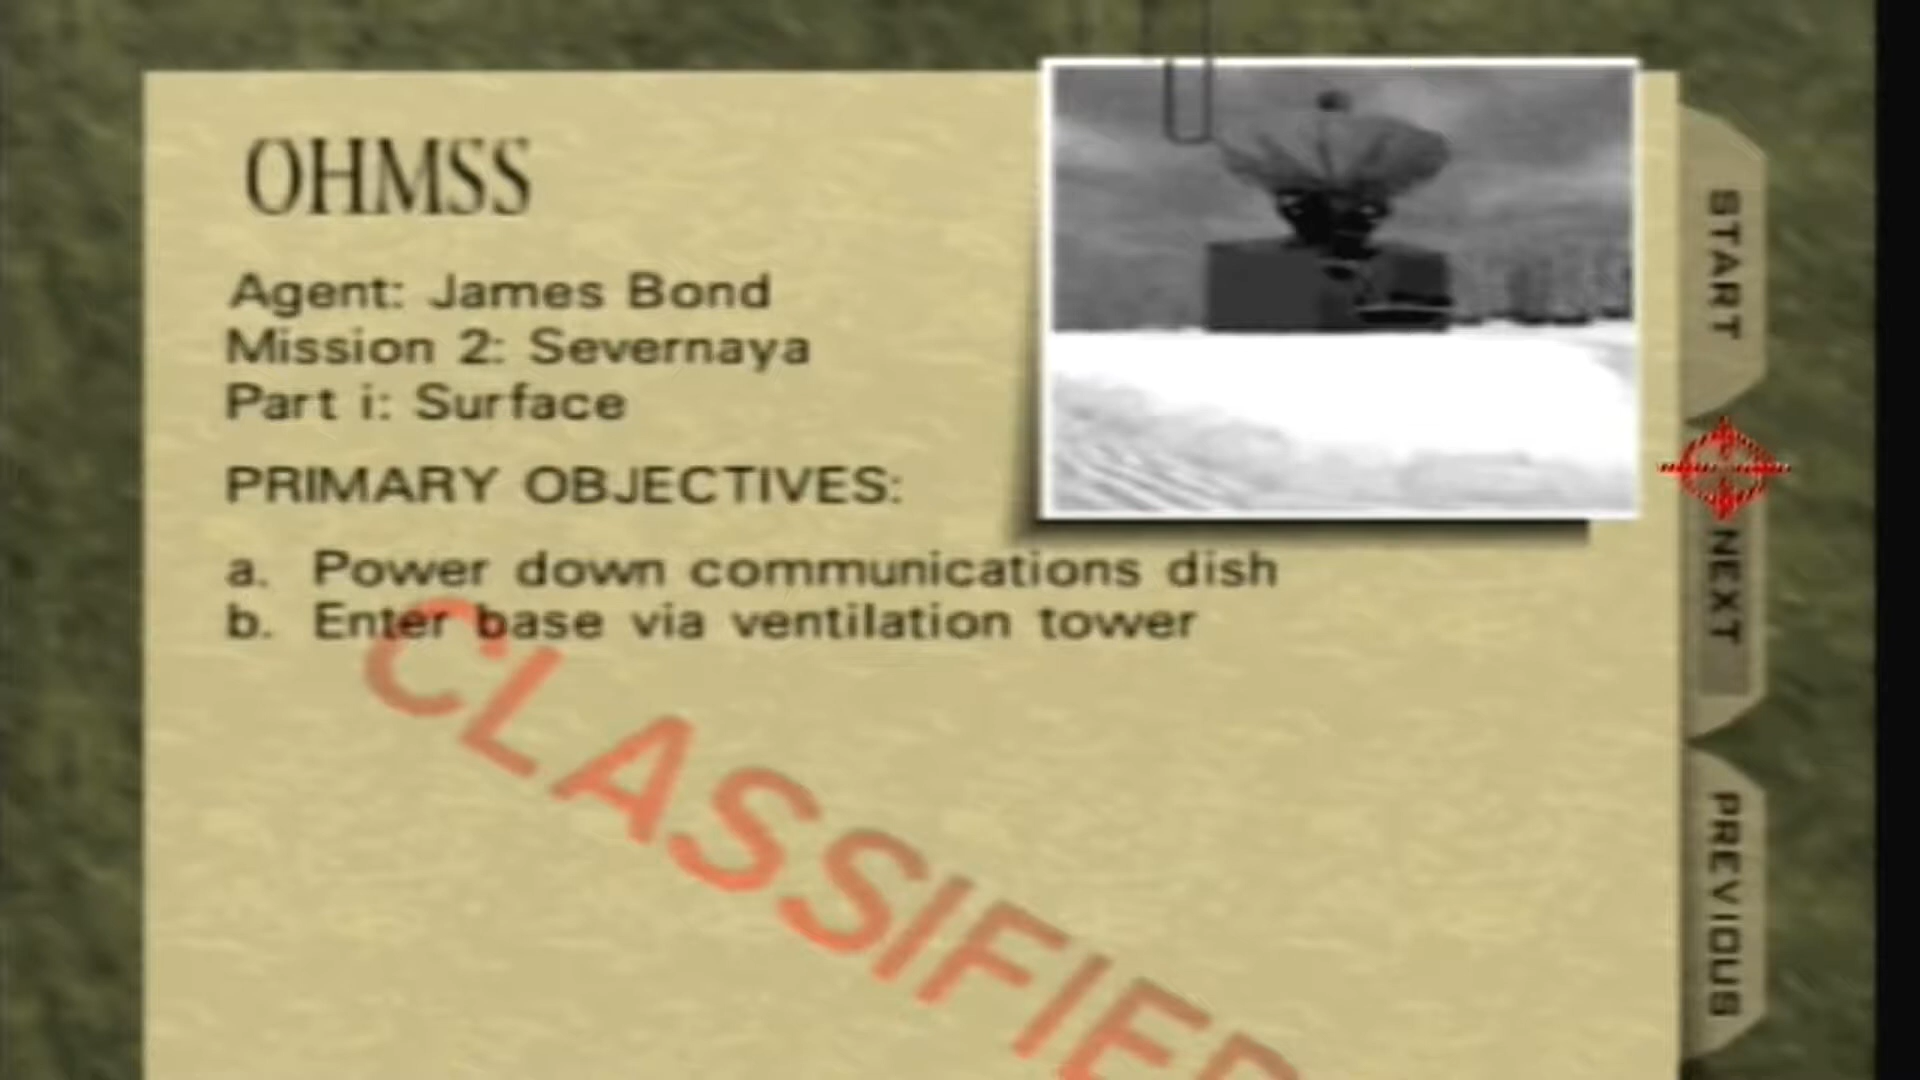 OHMSS
Agent: James Bond
Mission 2: Severnaya
Part i: Surface
PRIMARY OBJECTIVES:
a. Power down communications dish
b. Enter base via ventilation tower
CLASSIFIED
START
NEXT
PREVIOUS